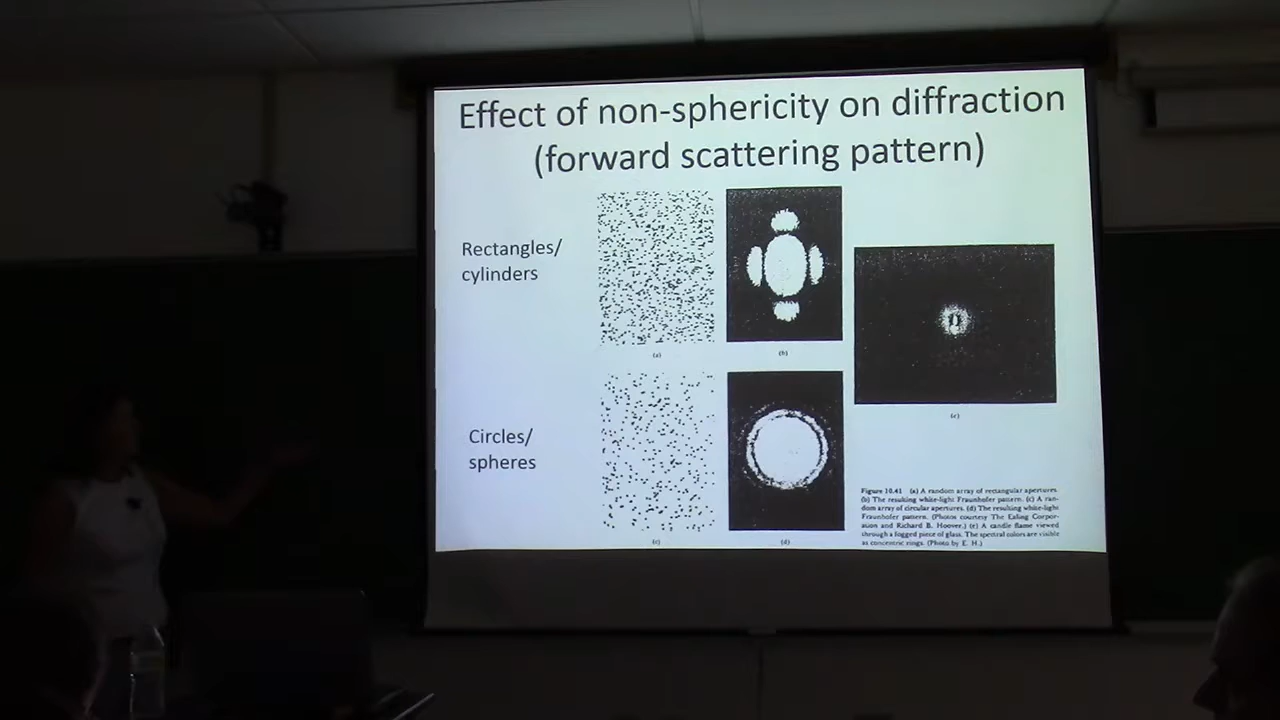 Effect of non-sphericity on diffraction
(forward scattering pattern)
Rectangles/
cylinders
(a)
(b)
(e)
Circles/
spheres
(c)
(d)
Figure 10.41 (a) A random array of rectangular apertures.
(b) The resulting white-light Fraunhofer pattern. (c) A ran-
dom array of circular apertures. (d) The resulting white-light
Fraunhofer pattern. (Photos courtesy The Ealing Corpor-
ation and Richard B. Hoover.) (e) A candle flame viewed
through a fogged piece of glass. The spectral colors are visible
as concentric rings. (Photo by E. H.)